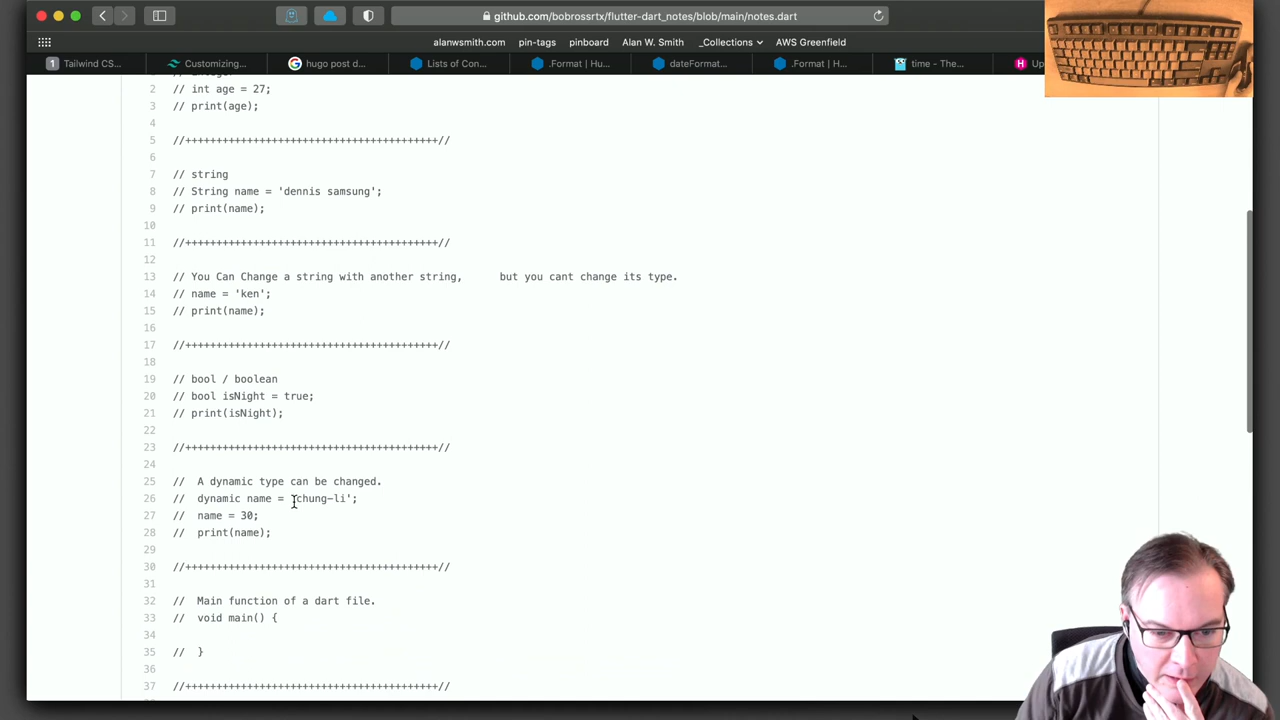 github.com/bobrossrtx/flutter-dart_notes/blob/main/notes.dart
alanwsmith.com pin-tags pinboard Alan W. Smith _Collections AWS Greenfield
1 Tailwind CS... Customizing... hugo post d... Lists of Con... .Format | Hu... dateFormat... .Format | H... time - The... H Up
2 // int age = 27;
3 // print(age);
4
5 //+++++++++++++++++++++++++++++++++++++++++//
6
7 // string
8 // String name = 'dennis samsung';
9 // print(name);
10
11 //+++++++++++++++++++++++++++++++++++++++++//
12
13 // You Can Change a string with another string,      but you cant change its type.
14 // name = 'ken';
15 // print(name);
16
17 //+++++++++++++++++++++++++++++++++++++++++//
18
19 // bool / boolean
20 // bool isNight = true;
21 // print(isNight);
22
23 //+++++++++++++++++++++++++++++++++++++++++//
24
25 //  A dynamic type can be changed.
26 //  dynamic name = 'chung-li';
27 //  name = 30;
28 //  print(name);
29
30 //+++++++++++++++++++++++++++++++++++++++++//
31
32 //  Main function of a dart file.
33 //  void main() {
34
35 //  }
36
37 //+++++++++++++++++++++++++++++++++++++++++//